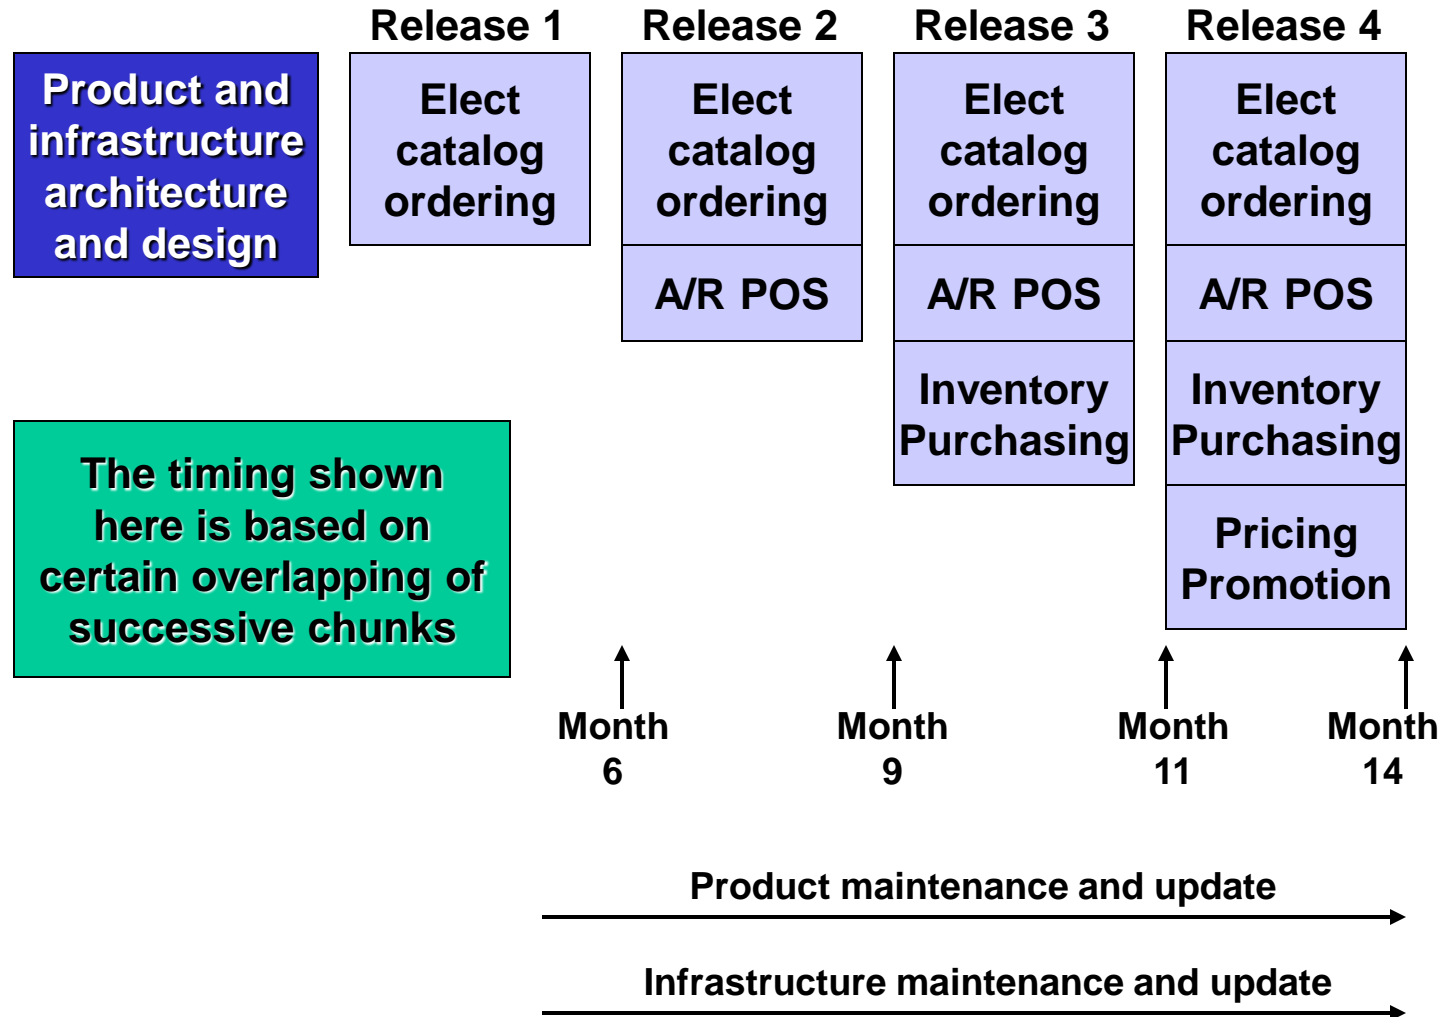 Release 1
Release 2
Release 3
Release 4
Product and
infrastructure
architecture
and design
Elect
catalog
ordering
Elect
catalog
ordering
A/R POS
Elect
catalog
ordering
A/R POS
Inventory
Purchasing
Elect
catalog
ordering
A/R POS
Inventory
Purchasing
Pricing
Promotion
The timing shown
here is based on
certain overlapping of
successive chunks
Month
6
Month
9
Month
11
Month
14
Product maintenance and update
Infrastructure maintenance and update